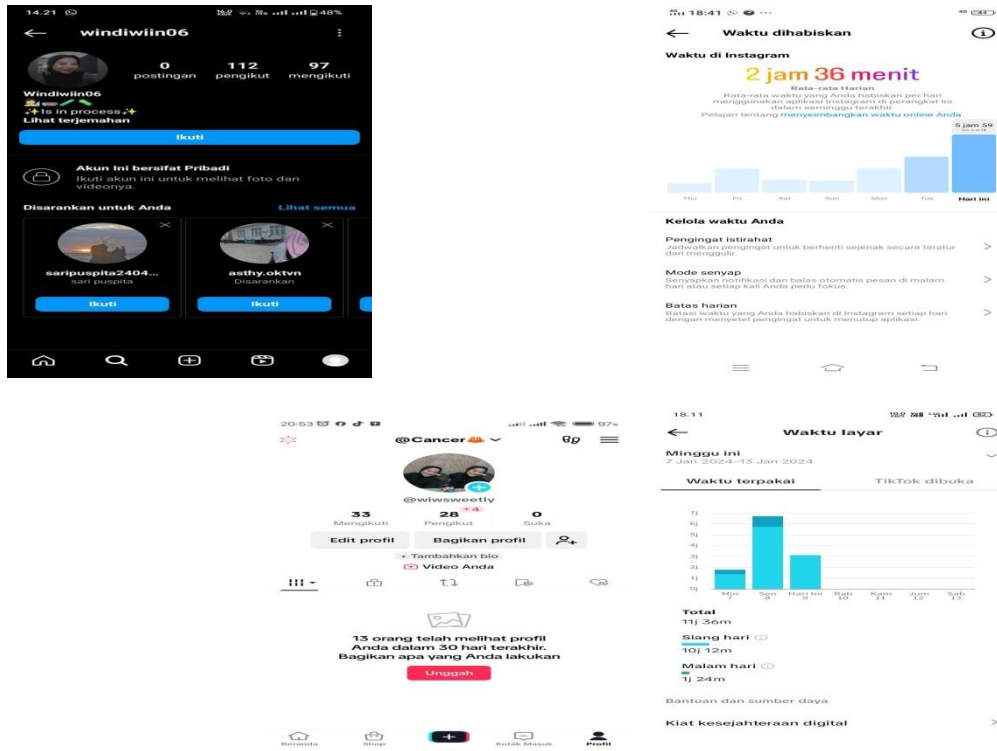 14.21
48%
windiwiin06
0 112 97
postingan pengikut mengikuti
Windiwiin06
✨Is in process✨
Lihat terjemahan
Ikuti
Akun Ini bersifat Pribadi
Ikuti akun ini untuk melihat foto dan
videonya.
Disarankan untuk Anda Lihat semua
saripuspita2404...
sari puspita
Ikuti
asthy.oktvn
Disarankan
Ikuti
18:41
Waktu dihabiskan
Waktu di Instagram
2 jam 36 menit
Rata-rata Harian
Rata-rata waktu yang Anda habiskan per hari
menggunakan aplikasi Instagram di perangkat ini
dalam seminggu terakhir.
Pelajari tentang menyeimbangkan waktu online Anda.
5 jam 59
Thu Fri Sat Sun Mon Tue Hari ini
Kelola waktu Anda
Pengingat istirahat
Jadwalkan pengingat untuk berhenti sejenak secara teratur
dari menggulir.
Mode senyap
Senyapkan notifikasi dan balas otomatis pesan di malam
hari atau setiap kali Anda perlu fokus.
Batas harian
Batasi waktu yang Anda habiskan di Instagram setiap hari
dengan menyetel pengingat untuk menutup aplikasi.
20:53
97%
@Cancer🦀
@wiwsweetly
33 28 +4 0
Mengikuti Pengikut Suka
Edit profil Bagikan profil
+ Tambahkan bio
Video Anda
13 orang telah melihat profil
Anda dalam 30 hari terakhir.
Bagikan apa yang Anda lakukan
Unggah
Beranda Shop Kotak Masuk Profil
18.11
Waktu layar
Minggu ini
7 Jan 2024–13 Jan 2024
Waktu terpakai TikTok dibuka
7j
6j
5j
4j
3j
2j
1j
0j
Min Sen Hari Ini Rab Kam Jum Sab
7 8 9 10 11 12 13
Total
11j 36m
Siang hari
10j 12m
Malam hari
1j 24m
Bantuan dan sumber daya
Kiat kesejahteraan digital